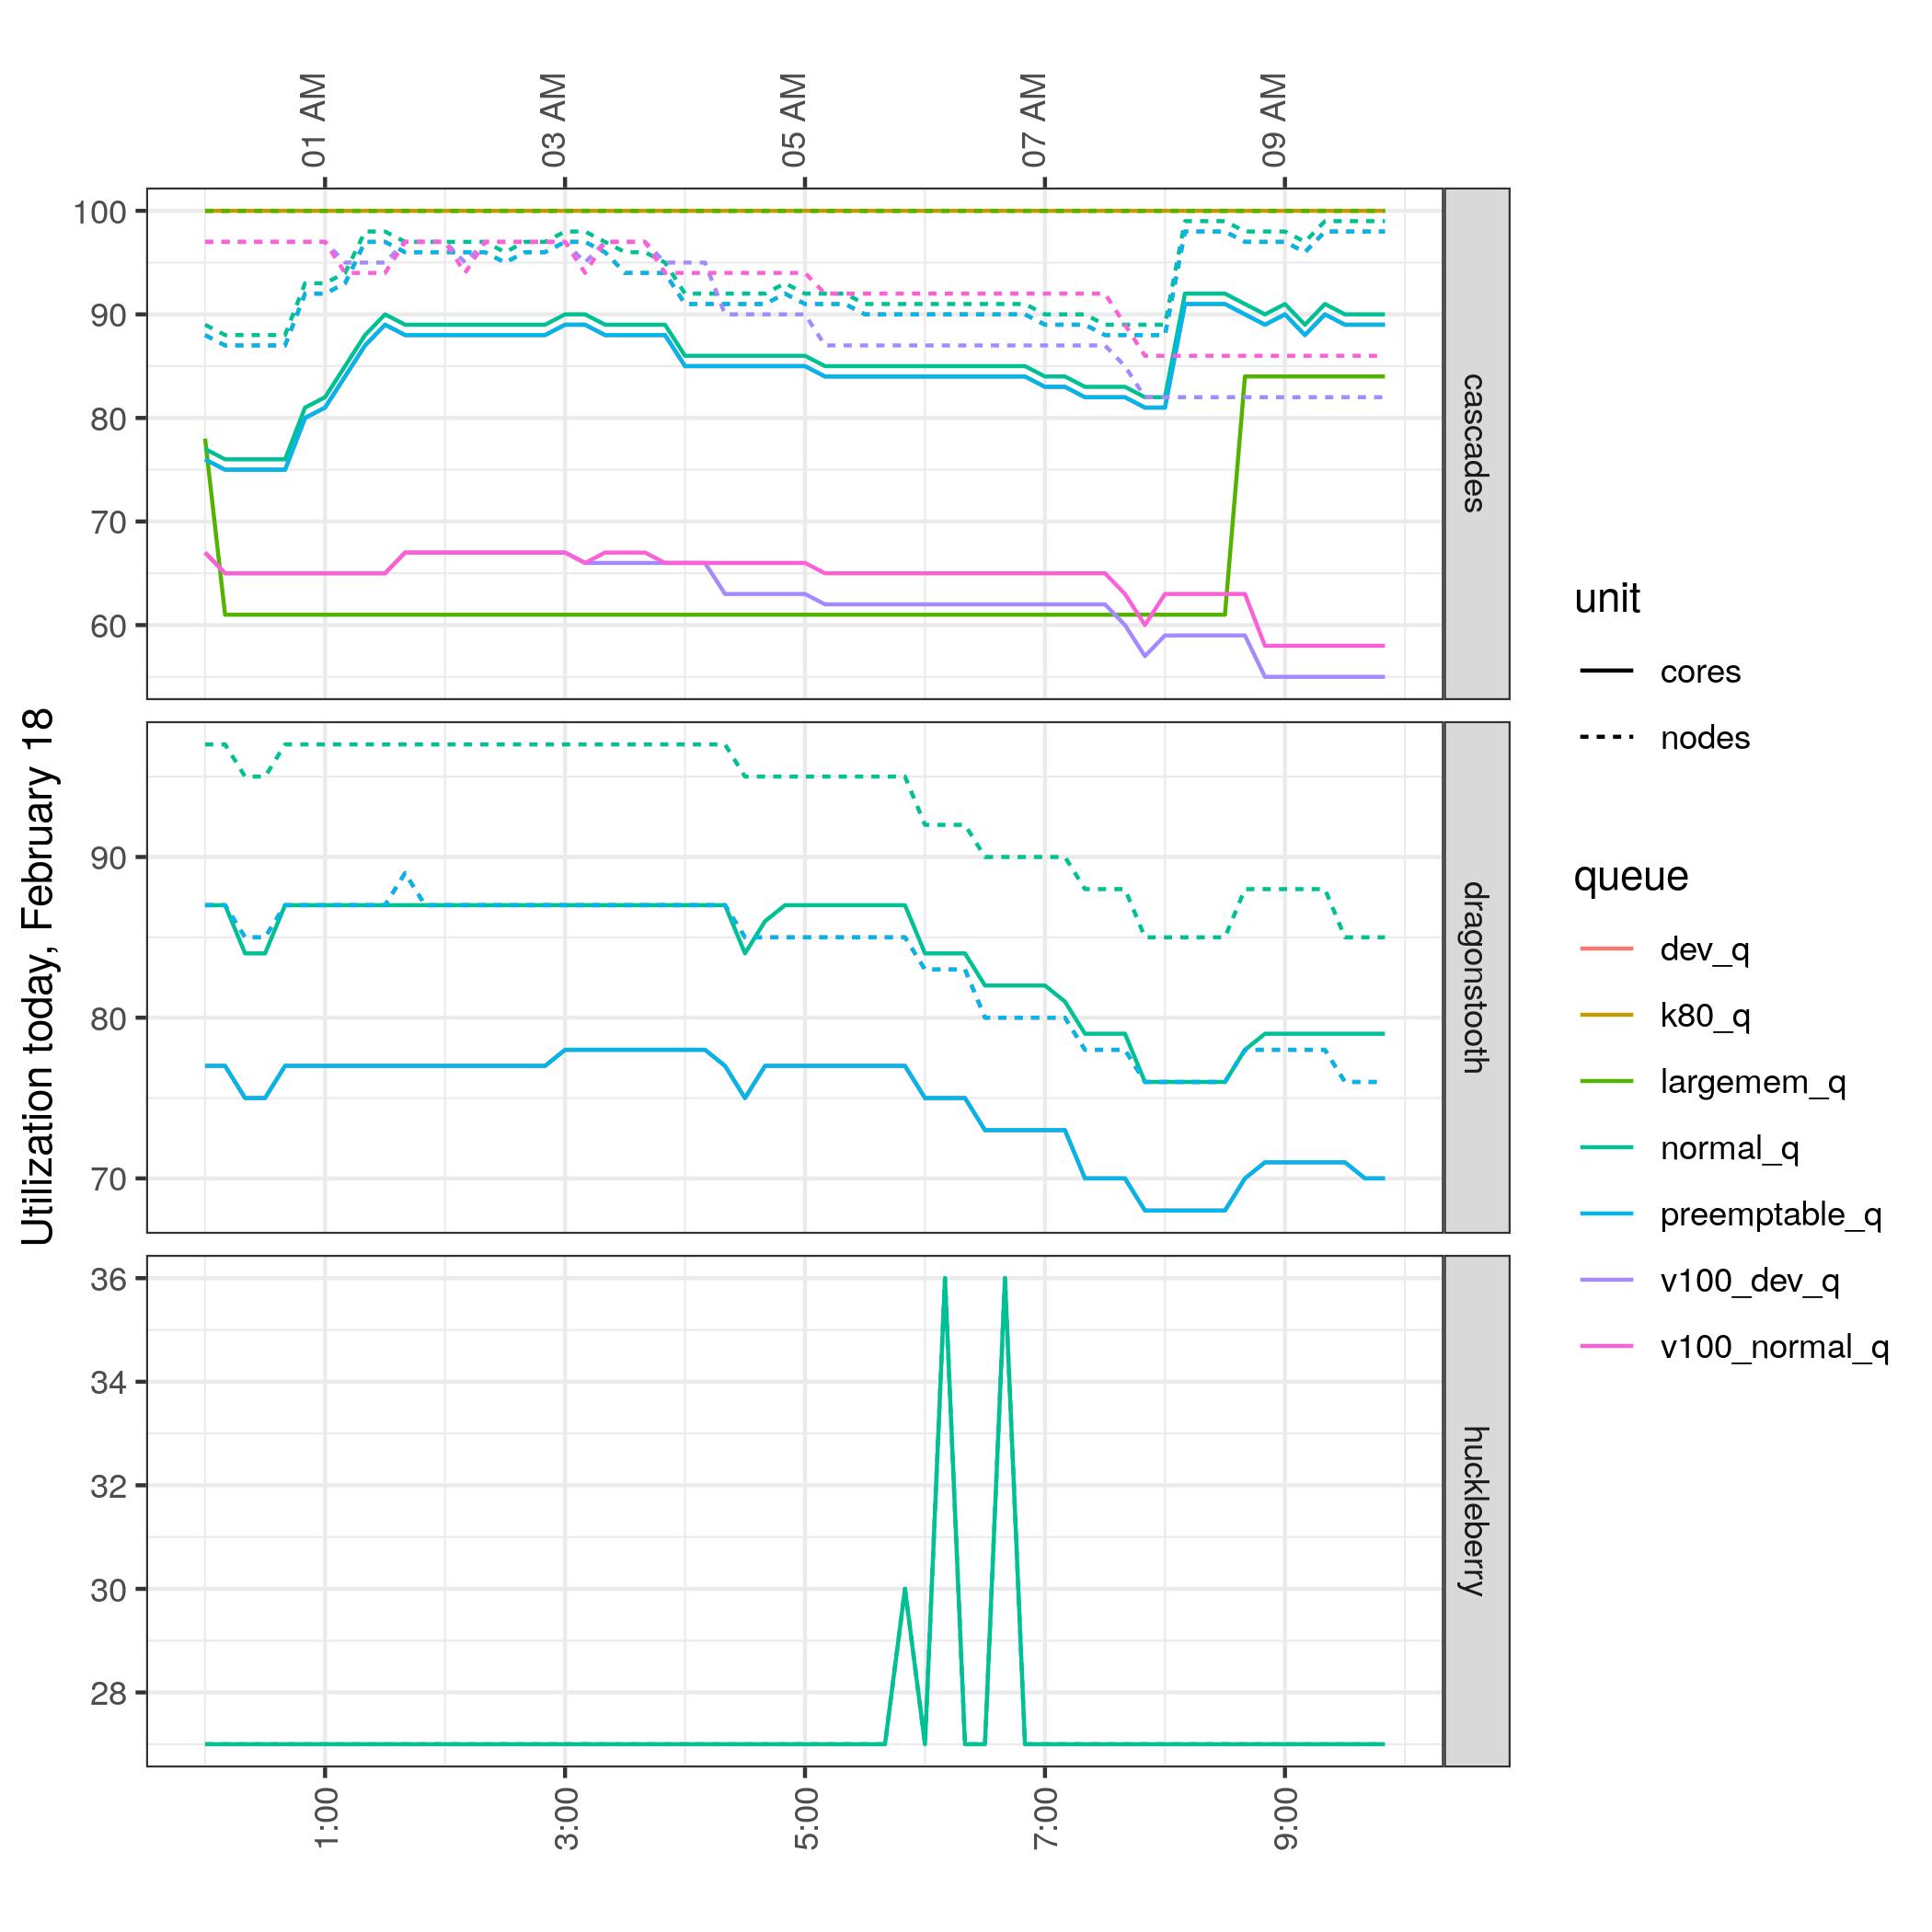 01 AM
03 AM
05 AM
07 AM
09 AM
100
90
80
70
60
cascades
90
80
70
dragonstooth
36
34
32
30
28
huckleberry
1:00
3:00
5:00
7:00
9:00
Utilization today, February 18
unit
cores
nodes
queue
dev_q
k80_q
largemem_q
normal_q
preemptable_q
v100_dev_q
v100_normal_q